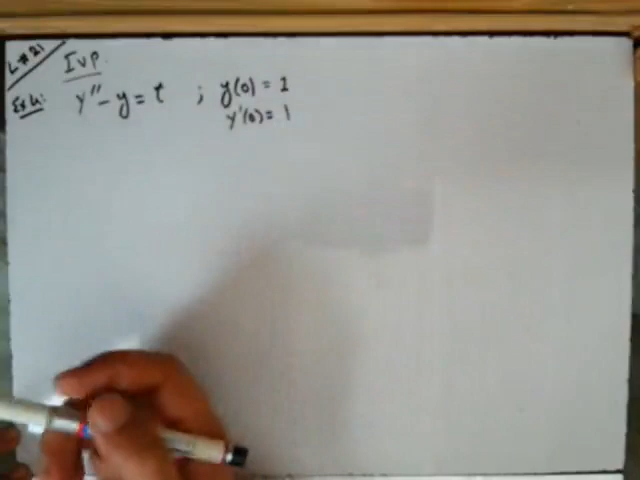 L#21
IVP
Ex4: y'' - y = t ; y(0) = 1
y'(0) = 1